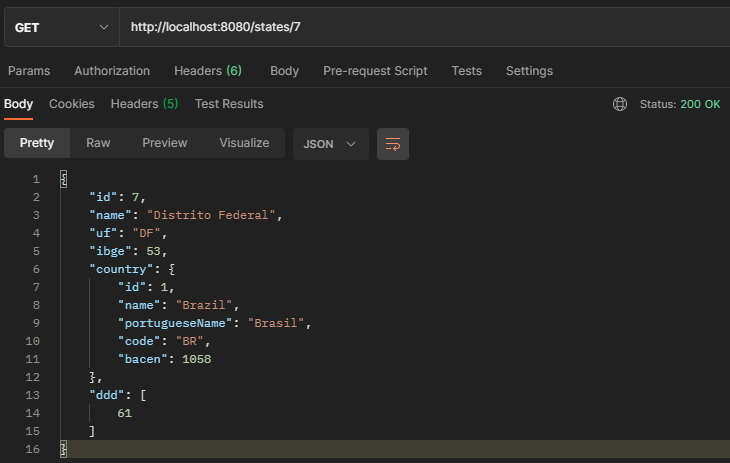 GET http://localhost:8080/states/7
Params Authorization Headers (6) Body Pre-request Script Tests Settings
Body Cookies Headers (5) Test Results Status: 200 OK
Pretty Raw Preview Visualize JSON
1 {
2 "id": 7,
3 "name": "Distrito Federal",
4 "uf": "DF",
5 "ibge": 53,
6 "country": {
7 "id": 1,
8 "name": "Brazil",
9 "portugueseName": "Brasil",
10 "code": "BR",
11 "bacen": 1058
12 },
13 "ddd": [
14 61
15 ]
16 }